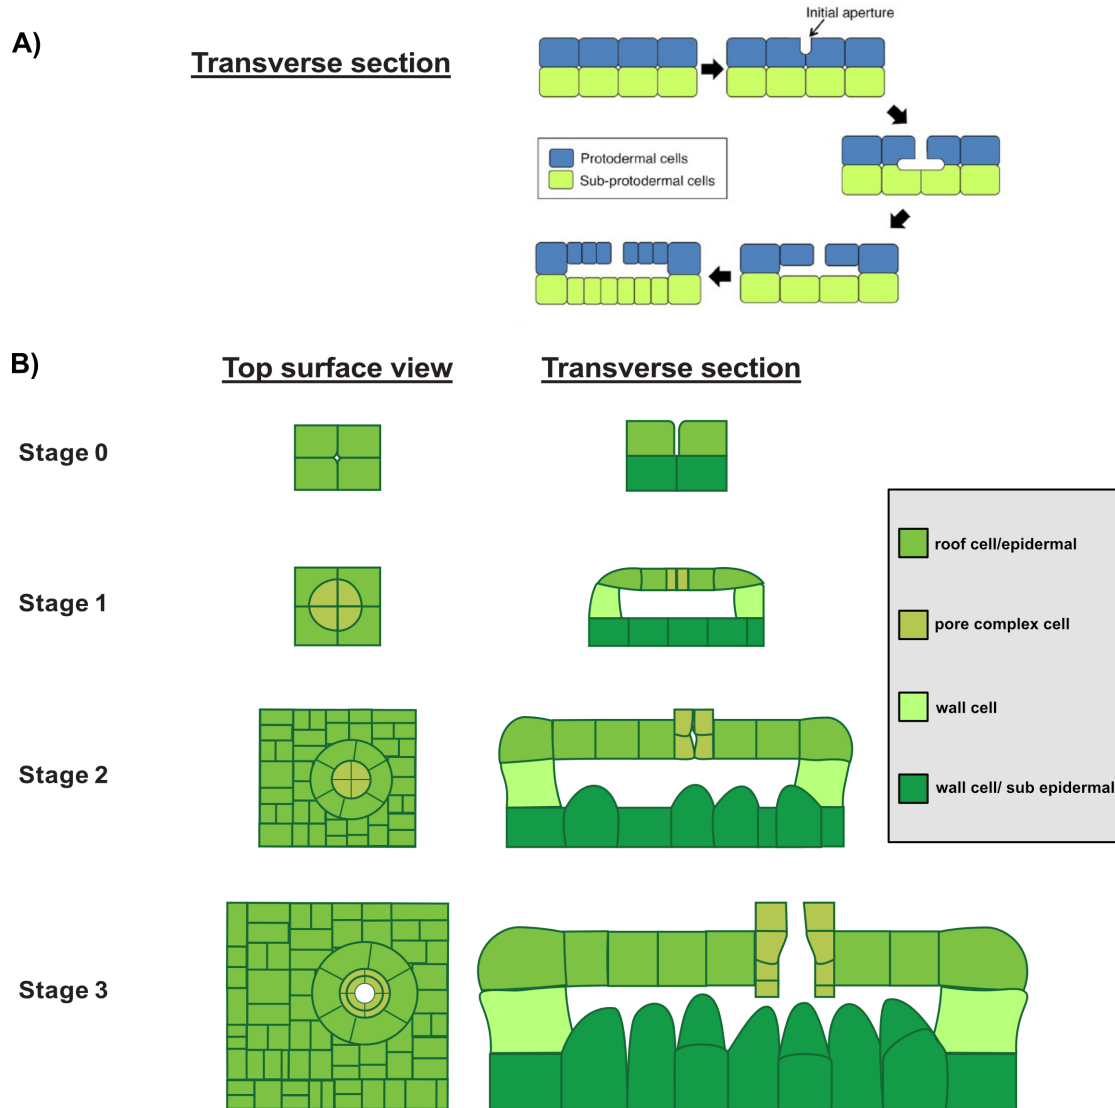 A)
Transverse section
Initial aperture
Protodermal cells
Sub-protodermal cells
B)
Top surface view
Transverse section
Stage 0
Stage 1
Stage 2
Stage 3
roof cell/epidermal
pore complex cell
wall cell
wall cell/ sub epidermal